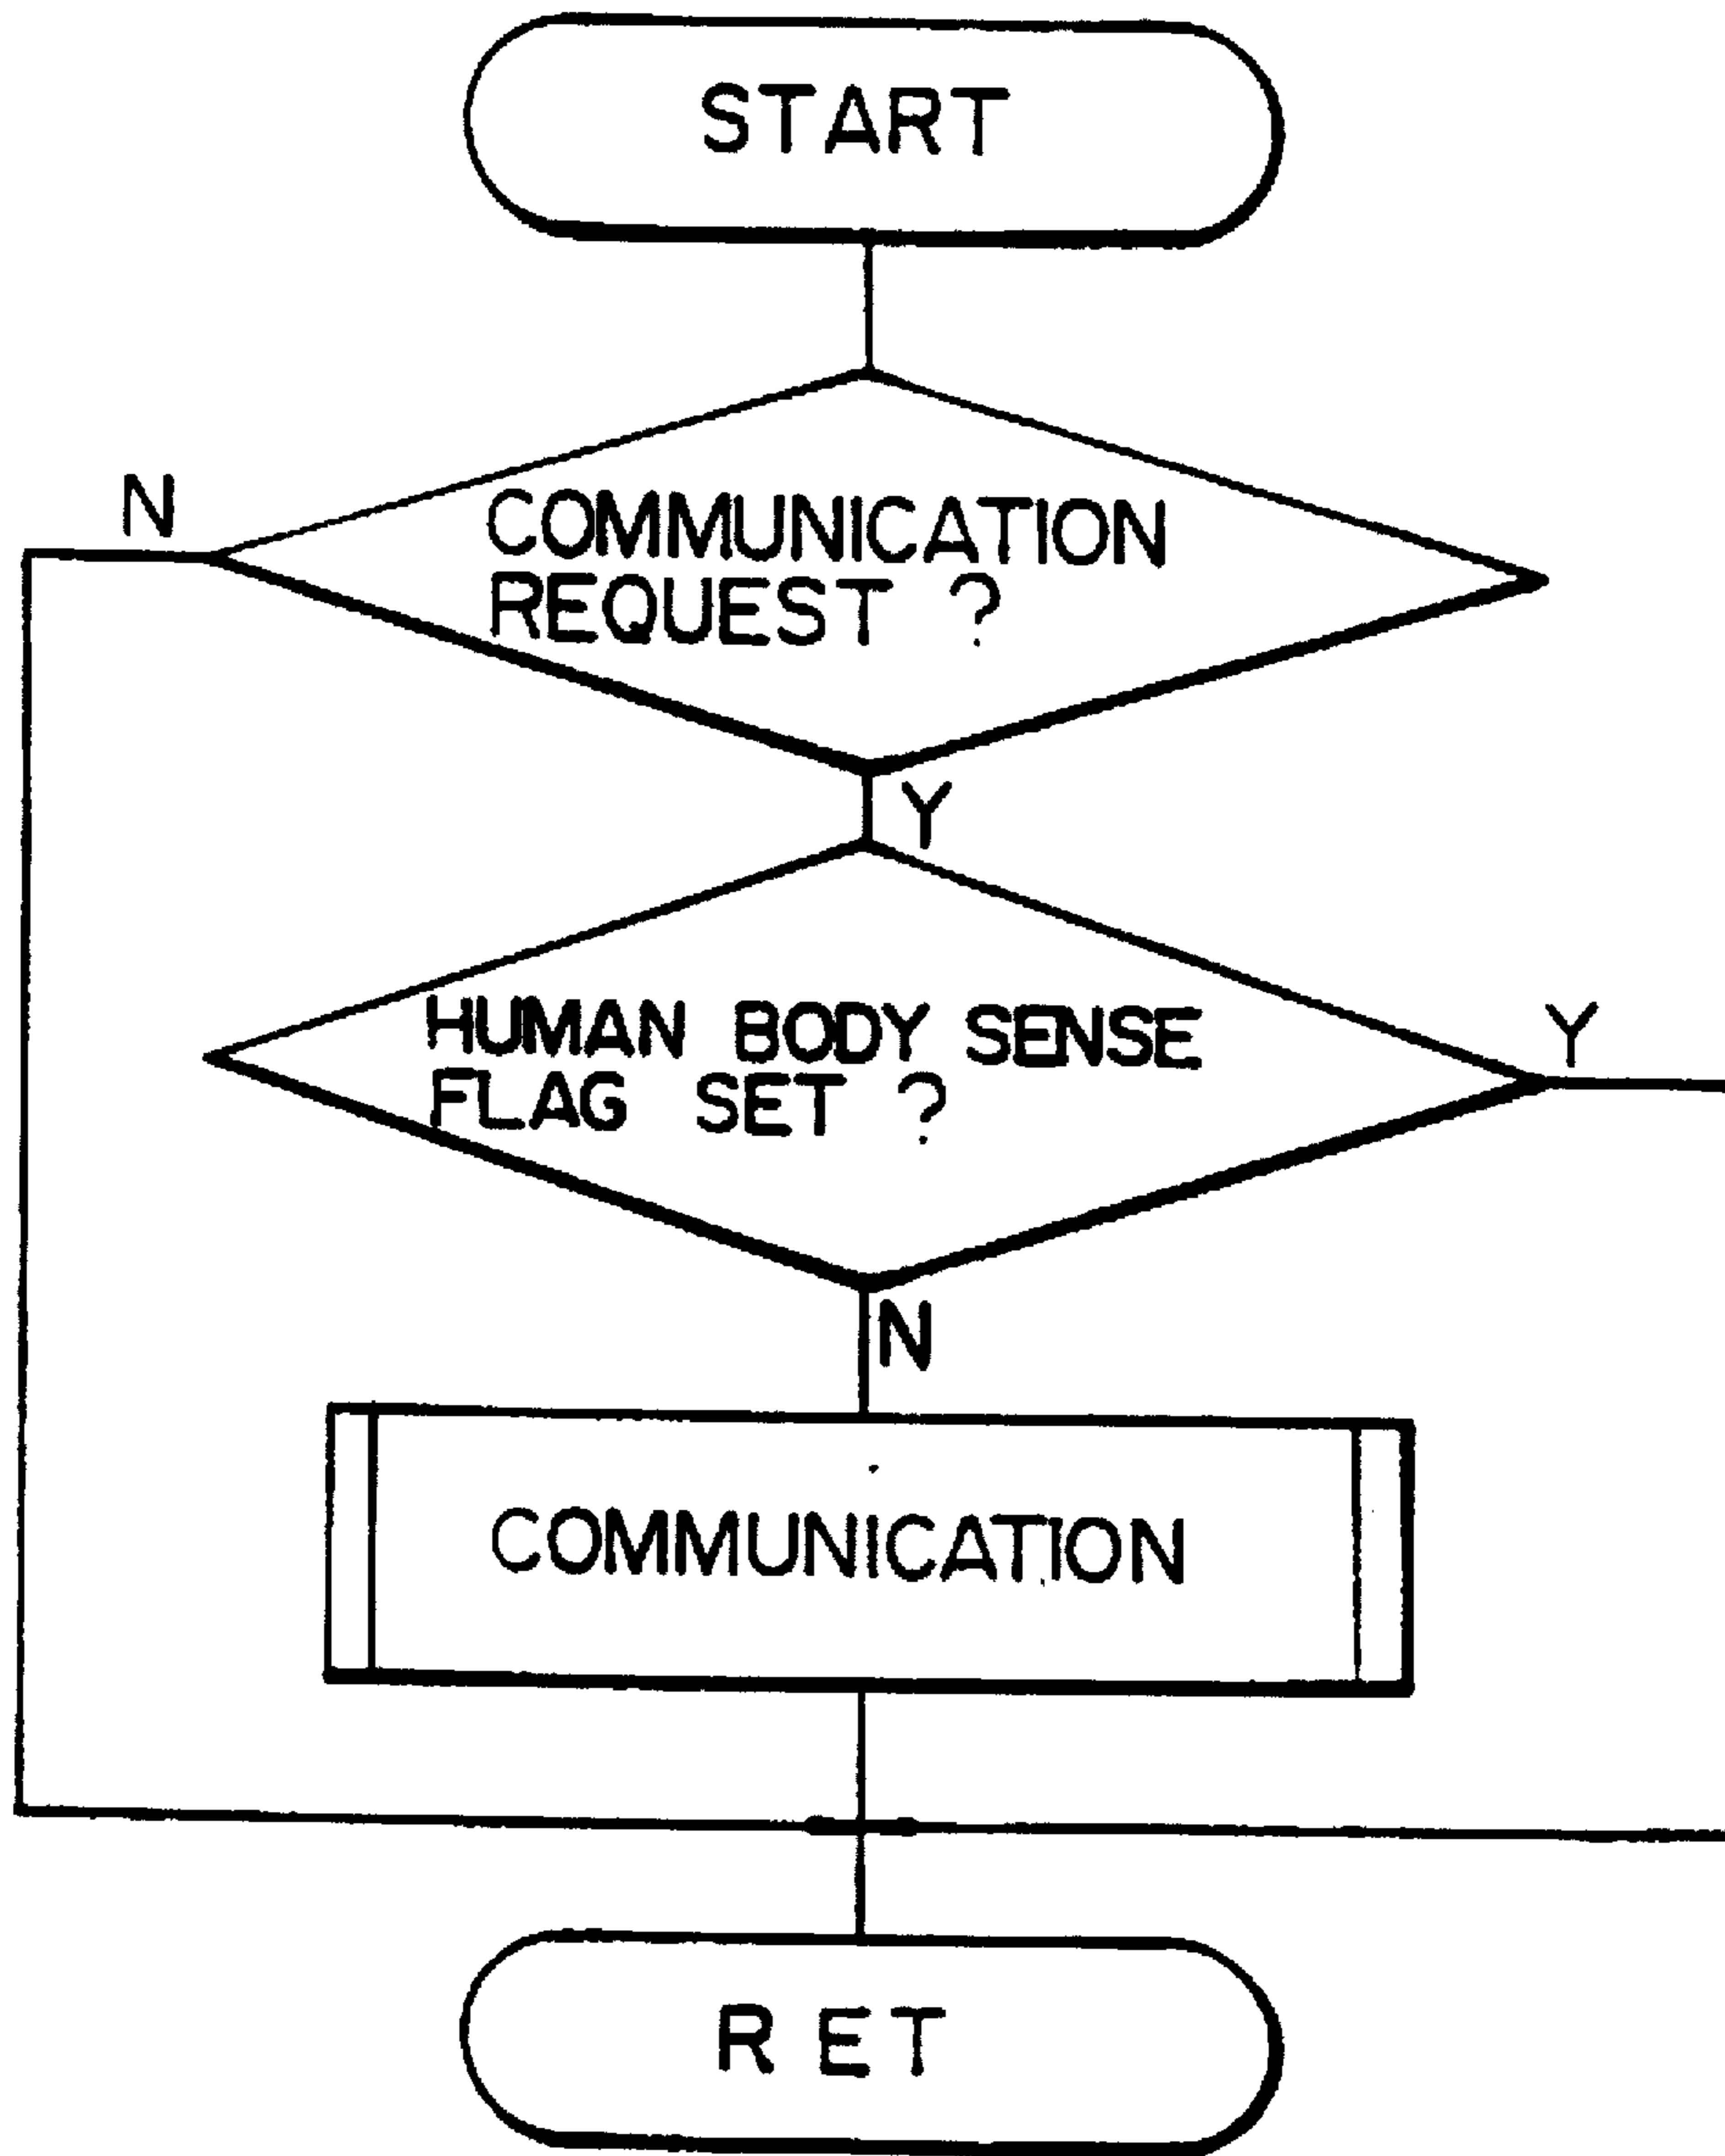 START
N
COMMUNICATION
REQUEST ?
Y
HUMAN BODY SENSE
FLAG SET ?
Y
N
COMMUNICATION
RET